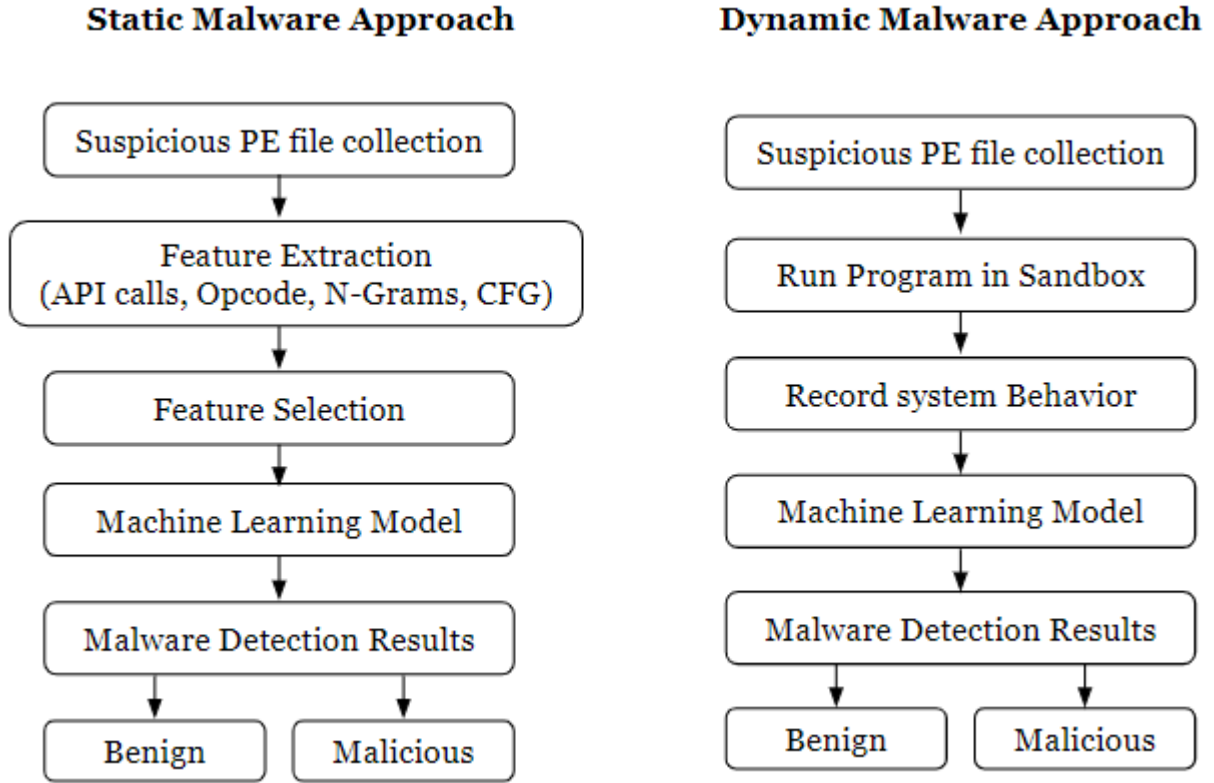 Static Malware Approach
Suspicious PE file collection
Feature Extraction
(API calls, Opcode, N-Grams, CFG)
Feature Selection
Machine Learning Model
Malware Detection Results
Benign
Malicious
Dynamic Malware Approach
Suspicious PE file collection
Run Program in Sandbox
Record system Behavior
Machine Learning Model
Malware Detection Results
Benign
Malicious